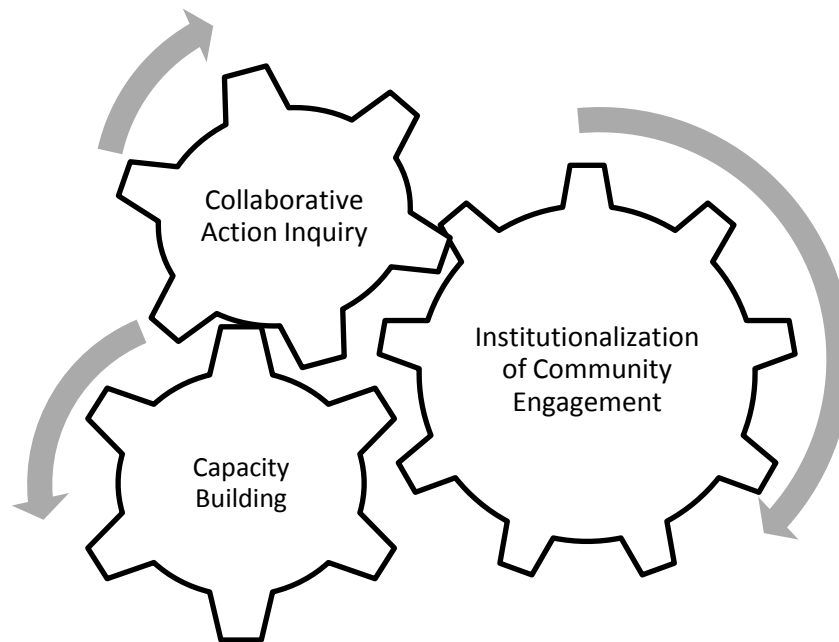 Collaborative
Action Inquiry
Institutionalization
of Community
Engagement
Capacity
Building